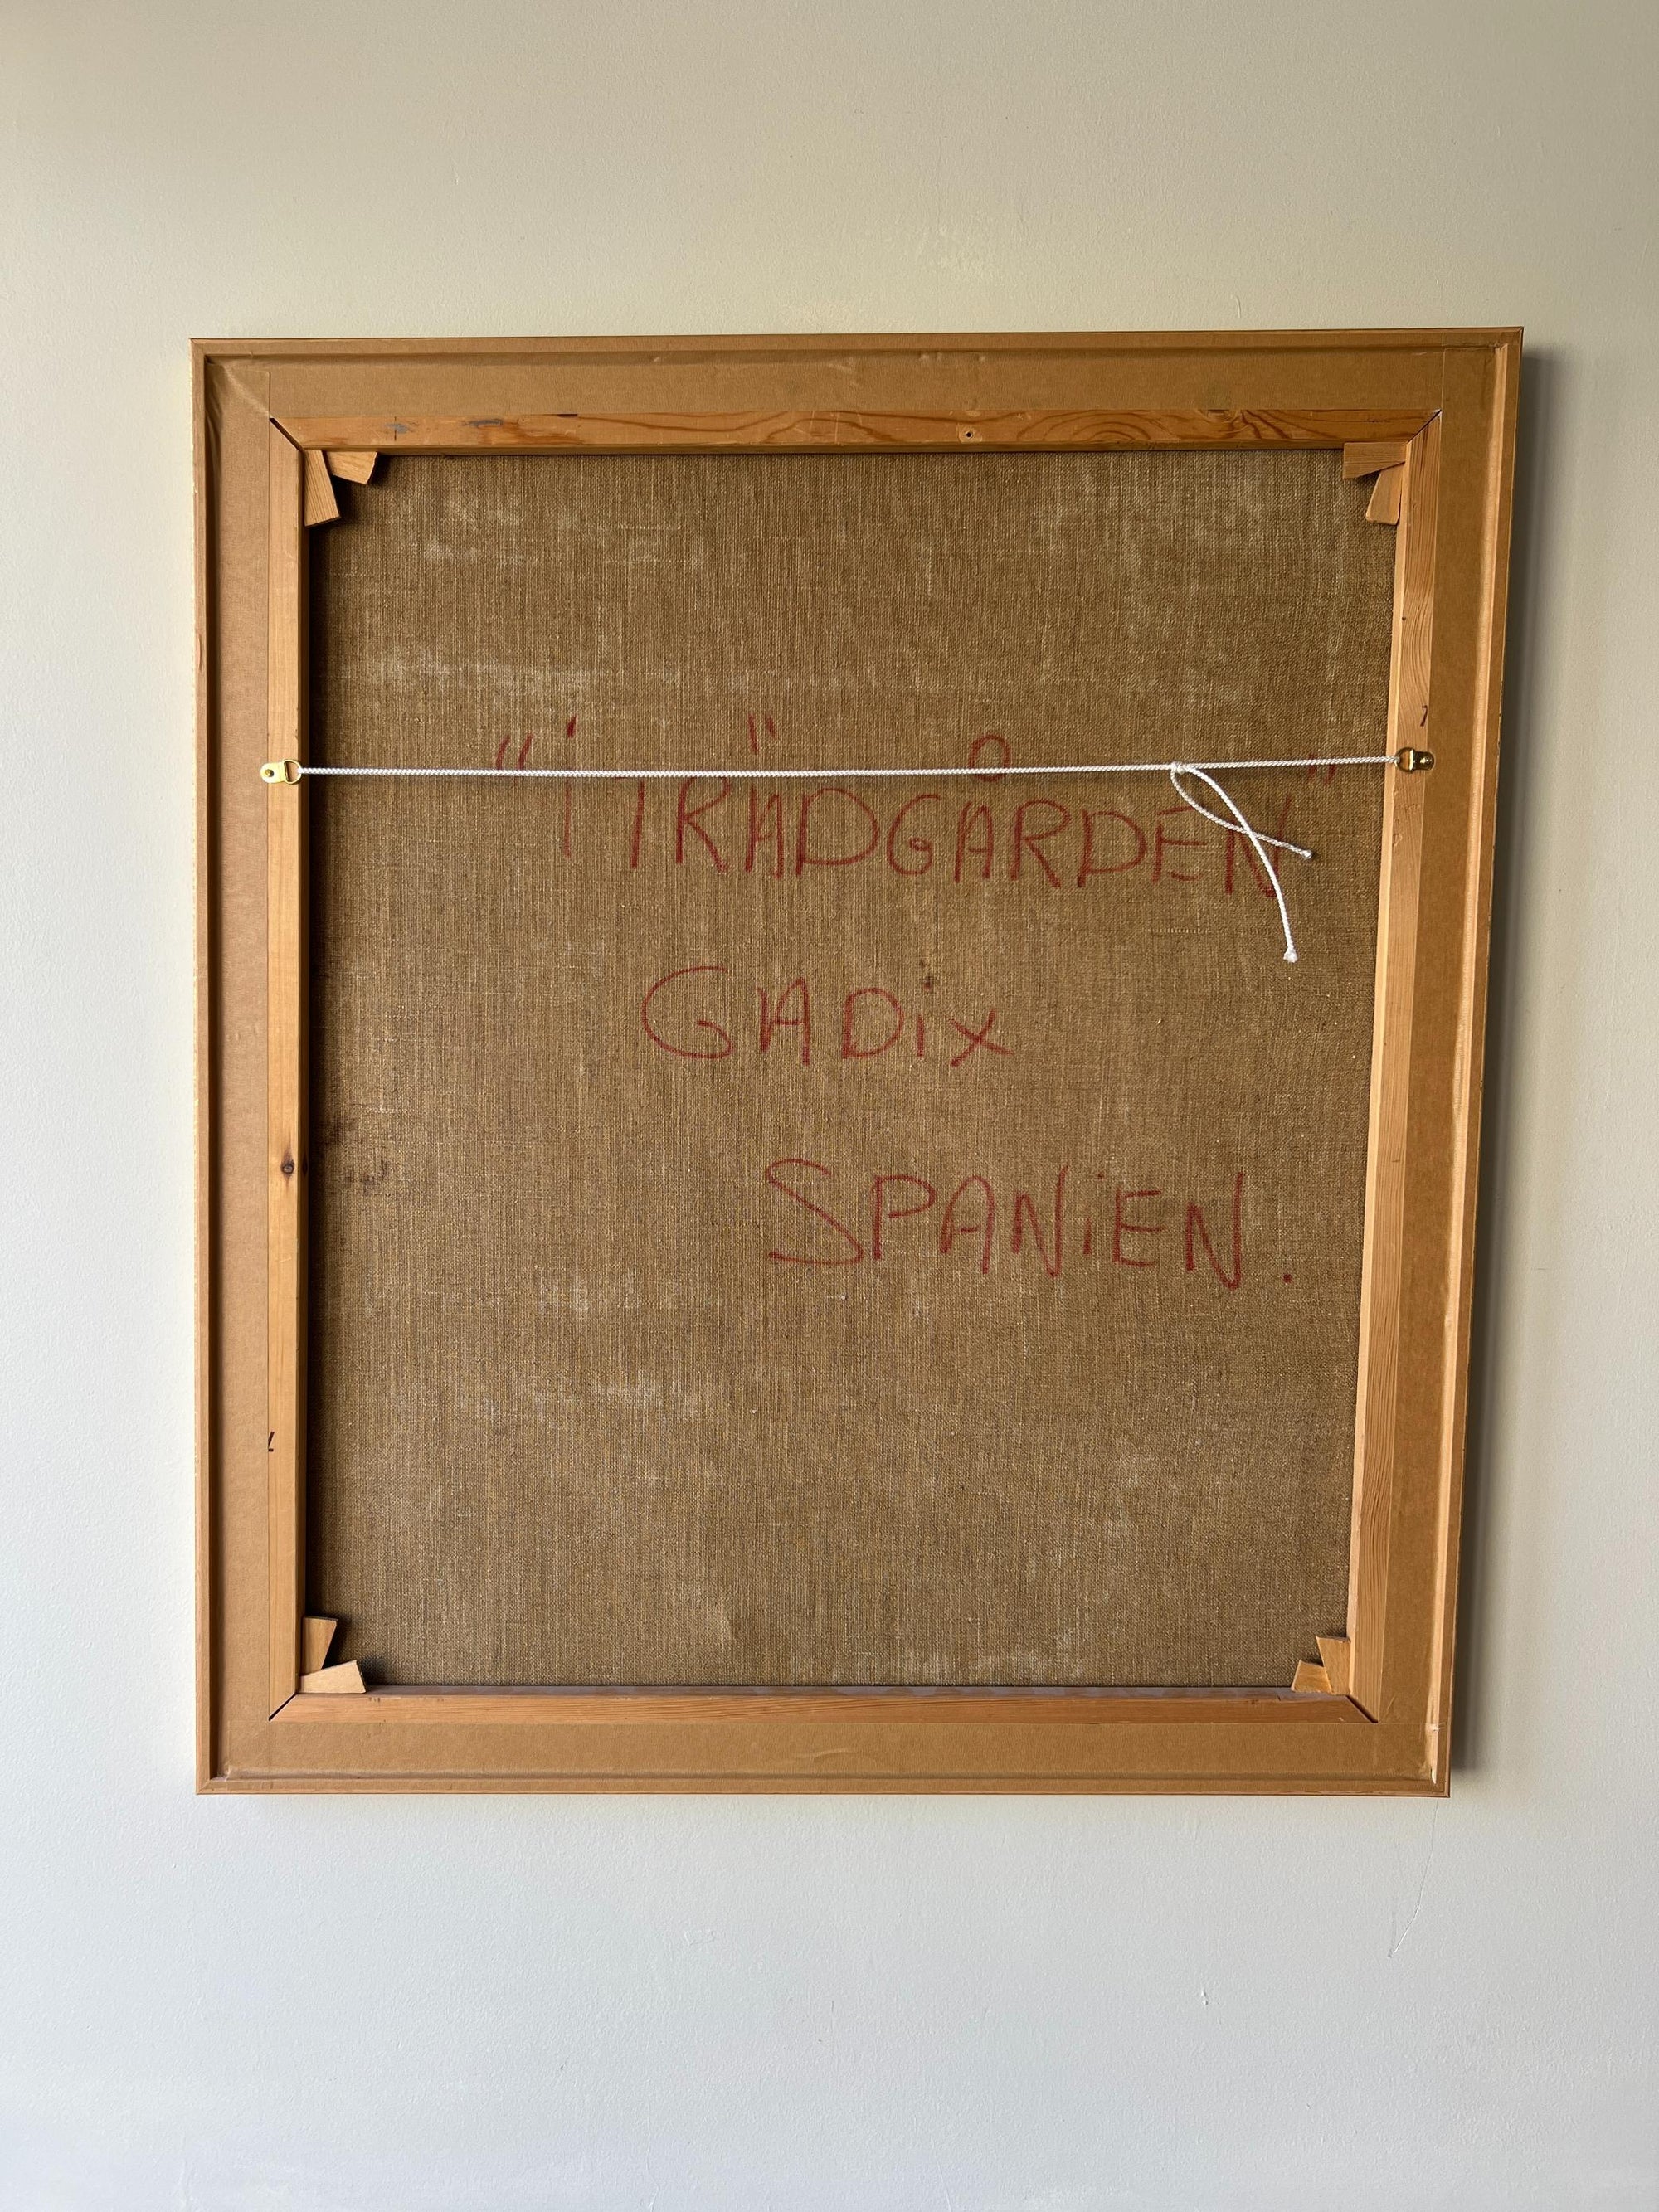 "i TRÄDGÅRDEN"
GADix
SPANiEN.